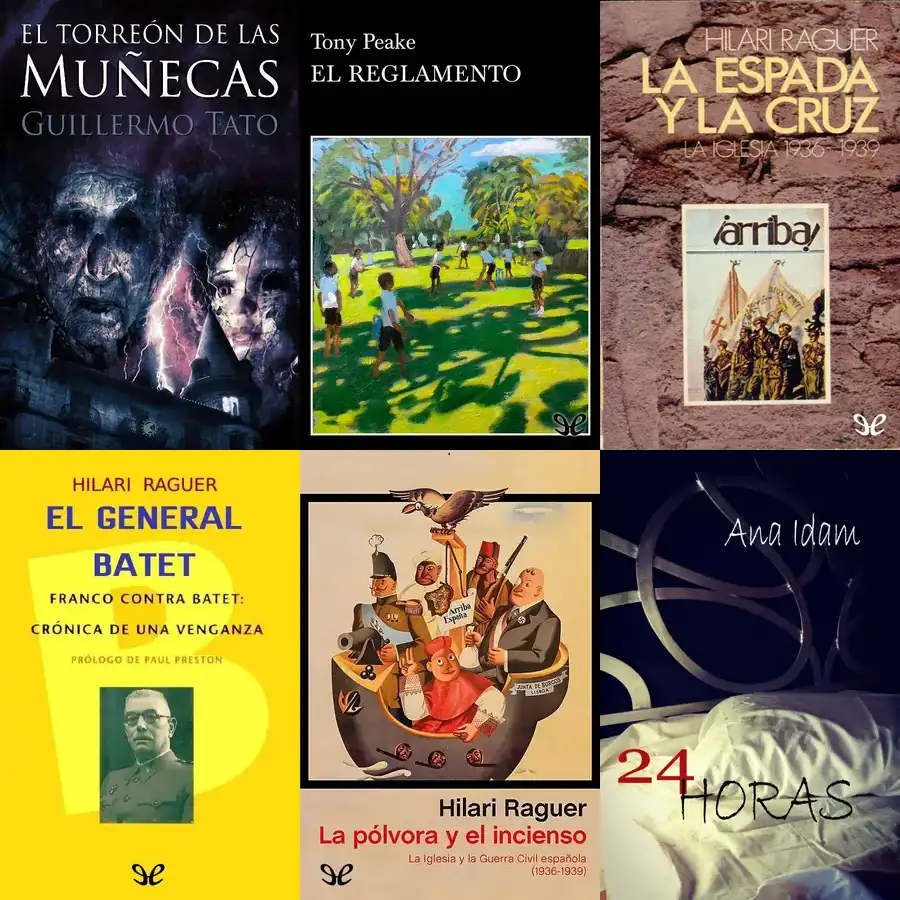 EL TORREÓN DE LAS
MUÑECAS
GUILLERMO TATO
Tony Peake
EL REGLAMENTO
HILARI RAGUER
LA ESPADA
Y LA CRUZ
LA IGLESIA 1936-1939
¡arriba!
HILARI RAGUER
EL GENERAL
BATET
FRANCO CONTRA BATET:
CRÓNICA DE UNA VENGANZA
PRÓLOGO DE PAUL PRESTON
Arriba
España
JUNTA DE BURGOS
LISBOA
Hilari Raguer
La pólvora y el incienso
La Iglesia y la Guerra Civil española
(1936-1939)
Ana Idam
24
HORAS